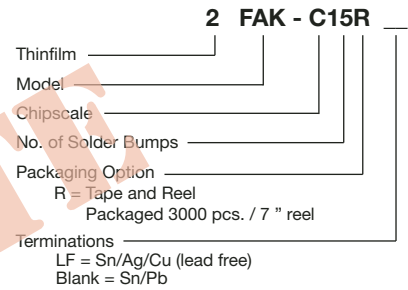 2 FAK - C15R __
Thinfilm
Model
Chipscale
No. of Solder Bumps
Packaging Option
R = Tape and Reel
Packaged 3000 pcs. / 7 " reel
Terminations
LF = Sn/Ag/Cu (lead free)
Blank = Sn/Pb